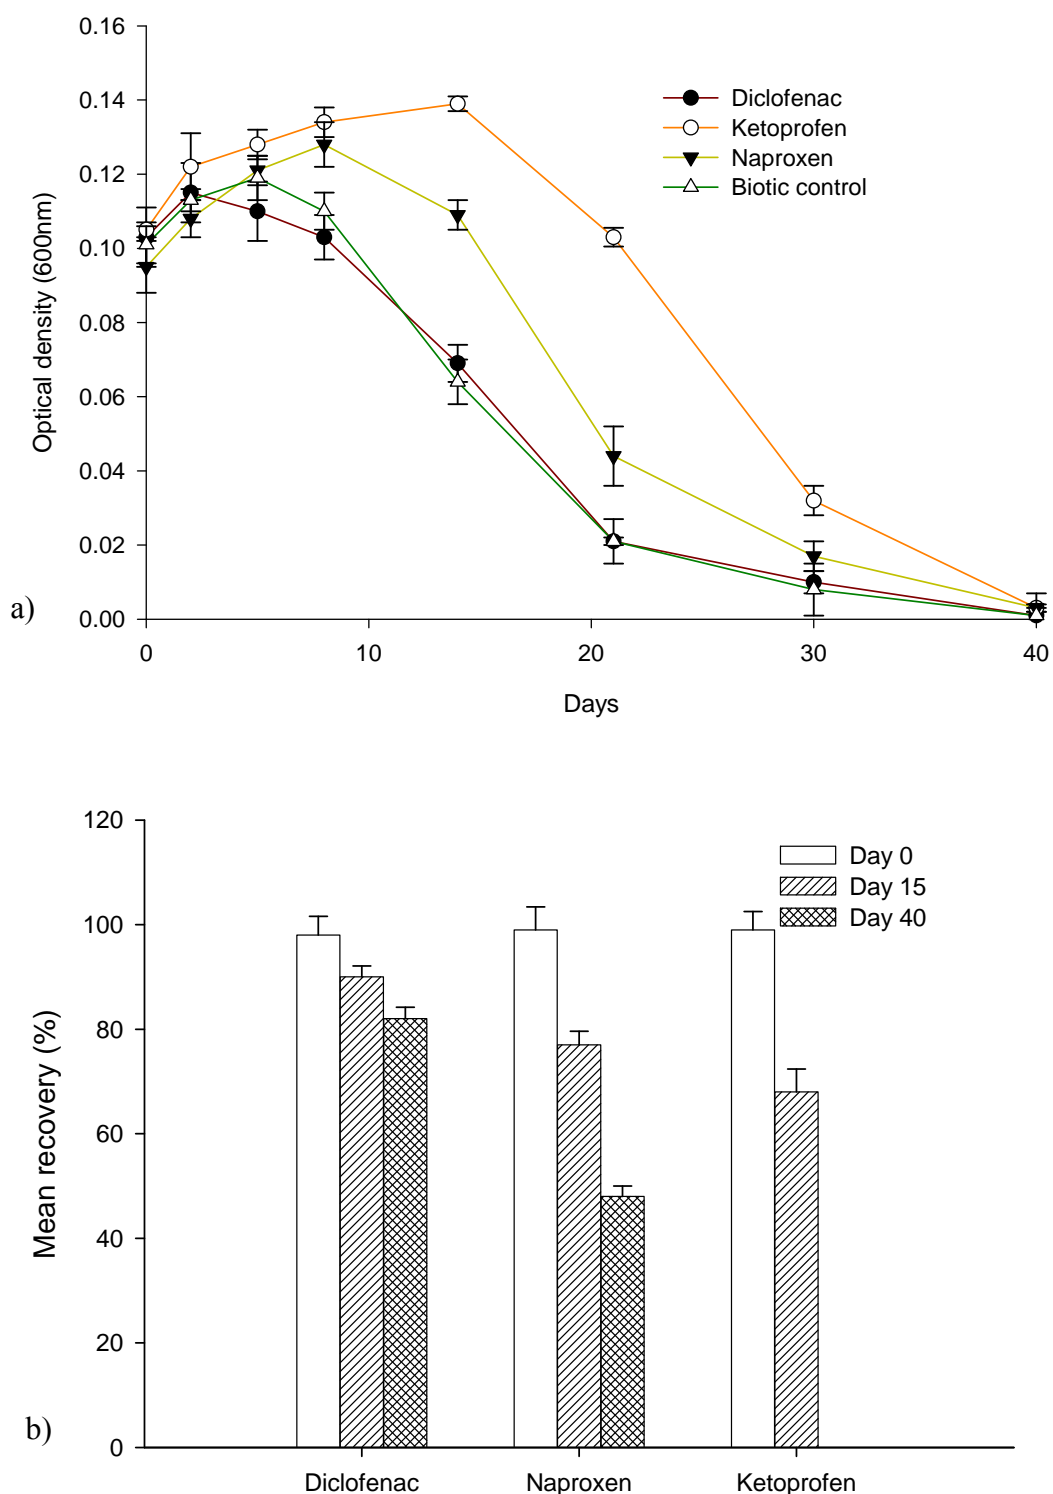 0.16
0.14
0.12
0.10
0.08
0.06
0.04
0.02
0.00
Optical density (600nm)
Diclofenac
Ketoprofen
Naproxen
Biotic control
a)
0 10 20 30 40
Days
120
100
80
60
40
20
0
Mean recovery (%)
Day 0
Day 15
Day 40
b)
Diclofenac Naproxen Ketoprofen